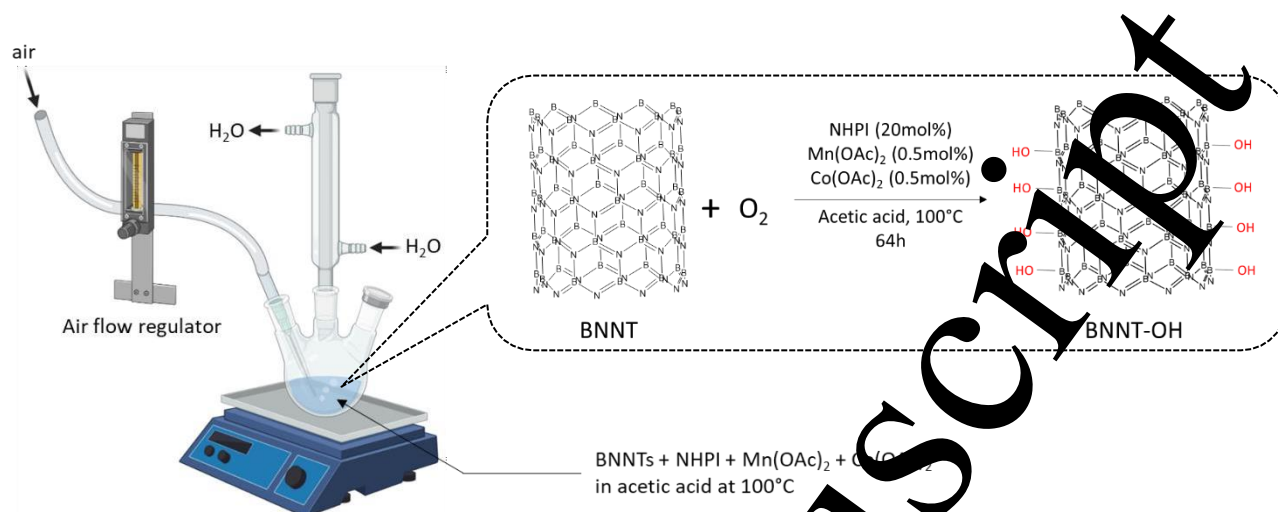 air
H₂O
H₂O
Air flow regulator
NHPI (20mol%)
Mn(OAc)₂ (0.5mol%)
Co(OAc)₂ (0.5mol%)
+ O₂
Acetic acid, 100°C
64h
HO
HO
HO
HO
OH
OH
OH
OH
BNNT
BNNT-OH
BNNTs + NHPI + Mn(OAc)₂ +
in acetic acid at 100°C
script